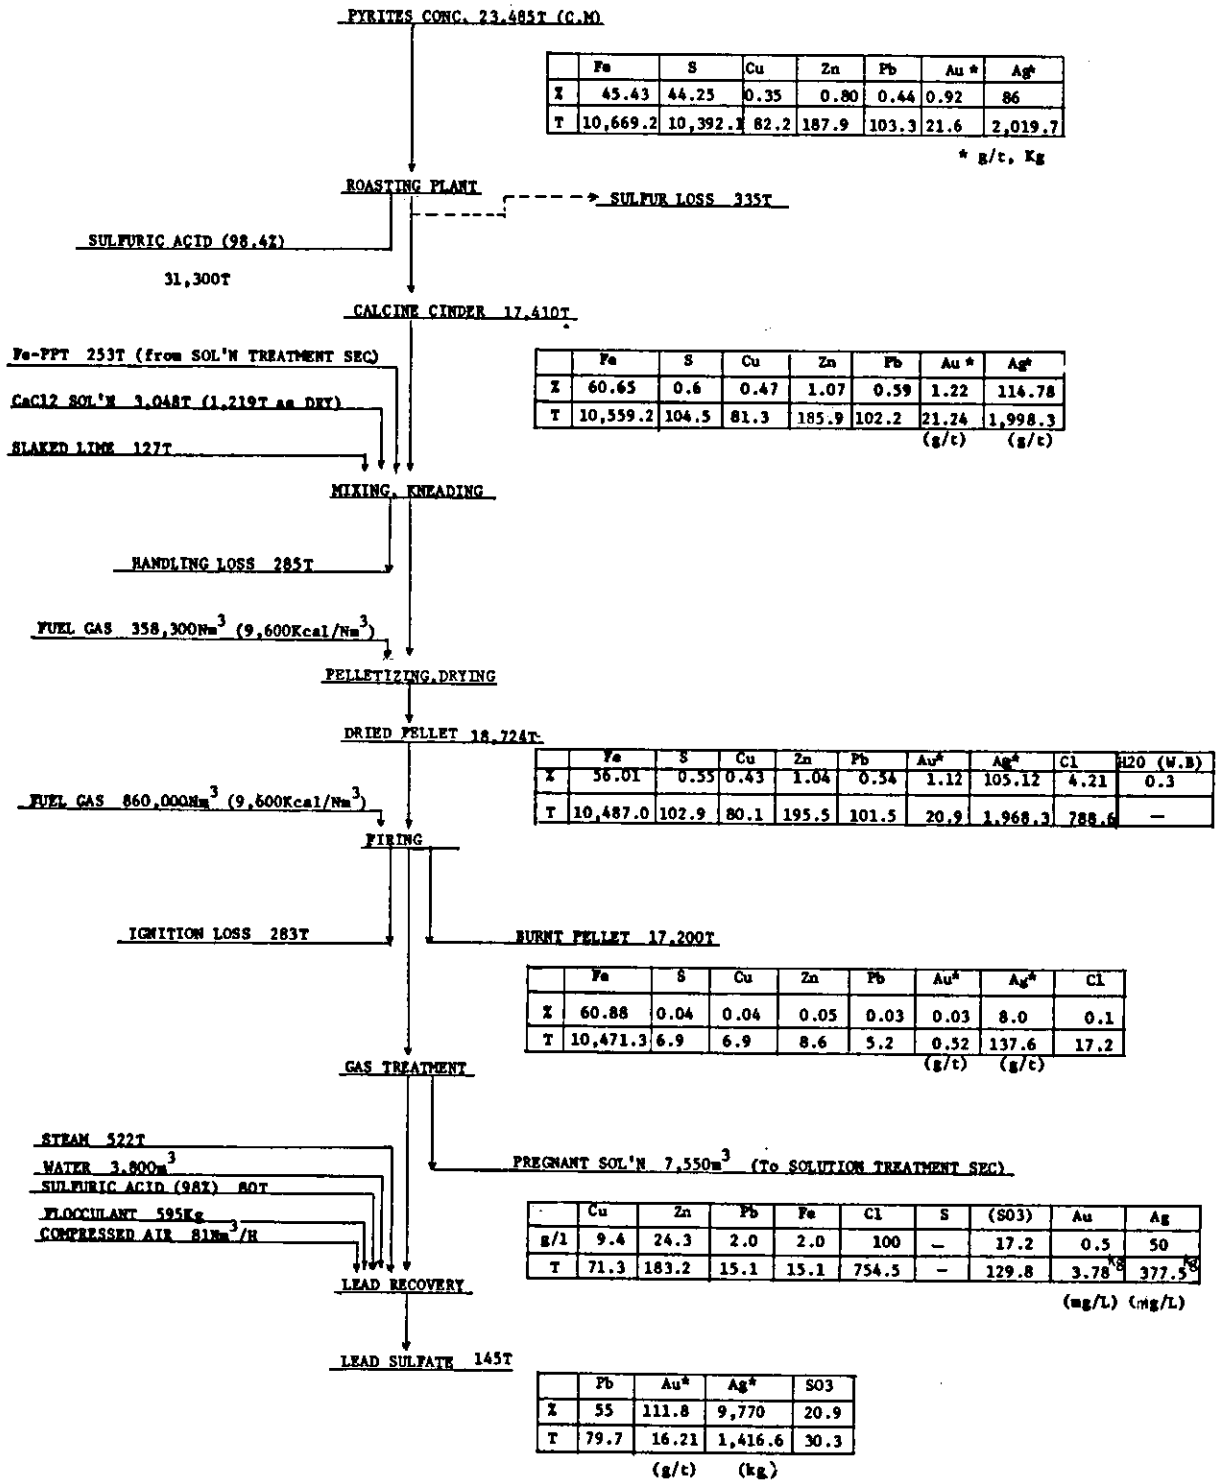 PYRITES CONC. 23,485T (C.M)
Fe S Cu Zn Pb Au * Ag*
% 45.43 44.25 0.35 0.80 0.44 0.92 86
T 10,669.2 10,392.1 82.2 187.9 103.3 21.6 2,019.7
* g/t, Kg
ROASTING PLANT
SULFUR LOSS 335T
SULFURIC ACID (98.4%)
31,300T
CALCINE CINDER 17,410T
Fe-PPT 253T (from SOL'N TREATMENT SEC)
Fe S Cu Zn Pb Au * Ag*
% 60.65 0.6 0.47 1.07 0.59 1.22 114.78
T 10,559.2 104.5 81.3 185.9 102.2 21.24 1,998.3
(g/t) (g/t)
CaCl2 SOL'N 3,048T (1,219T as DRY)
SLAKED LIME 127T
MIXING, KNEADING
HANDLING LOSS 285T
FUEL GAS 358,300Nm3 (9,600Kcal/Nm3)
PELLETIZING,DRYING
DRIED PELLET 18,724T
Fe S Cu Zn Pb Au* Ag* Cl H2O (W.B)
% 56.01 0.55 0.43 1.04 0.54 1.12 105.12 4.21 0.3
T 10,487.0 102.9 80.1 195.5 101.5 20.9 1,968.3 788.6 —
FUEL GAS 860,000Nm3 (9,600Kcal/Nm3)
FIRING
IGNITION LOSS 283T
BURNT PELLET 17,200T
Fe S Cu Zn Pb Au* Ag* Cl
% 60.88 0.04 0.04 0.05 0.03 0.03 8.0 0.1
T 10,471.3 6.9 6.9 8.6 5.2 0.52 137.6 17.2
(g/t) (g/t)
GAS TREATMENT
STEAM 522T
WATER 3,800m3
SULFURIC ACID (98%) 80T
FLOCCULANT 595Kg
COMPRESSED AIR 81Nm3/H
PREGNANT SOL'N 7,550m3 (To SOLUTION TREATMENT SEC)
Cu Zn Pb Fe Cl S (SO3) Au Ag
g/l 9.4 24.3 2.0 2.0 100 — 17.2 0.5 50
T 71.3 183.2 15.1 15.1 754.5 — 129.8 3.78kg 377.5kg
(mg/L) (mg/L)
LEAD RECOVERY
LEAD SULFATE 145T
Pb Au* Ag* SO3
% 55 111.8 9,770 20.9
T 79.7 16.21 1,416.6 30.3
(g/t) (kg)